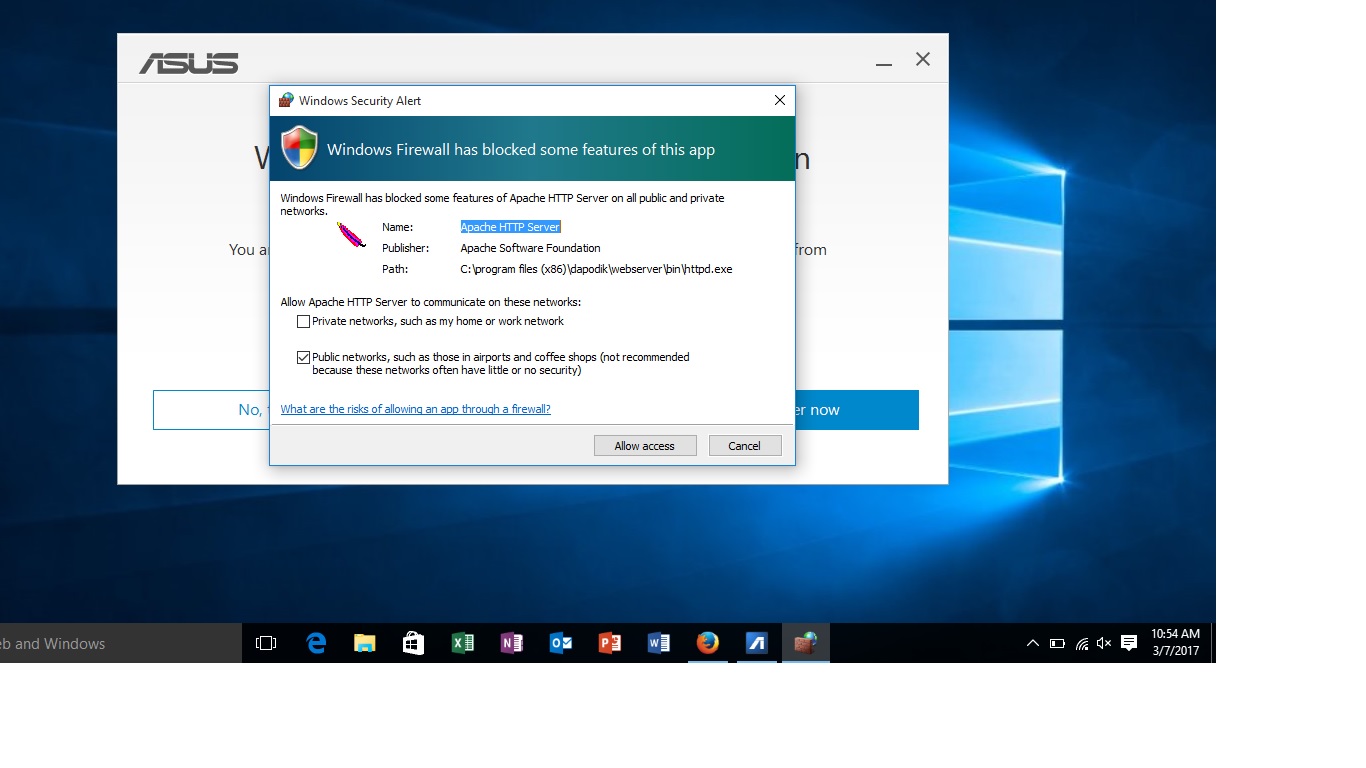 ASUS
Windows Security Alert
Windows Firewall has blocked some features of this app
Windows Firewall has blocked some features of Apache HTTP Server on all public and private
networks.
Name: Apache HTTP Server
Publisher: Apache Software Foundation
Path: C:\program files (x86)\dapodik\webserver\bin\httpd.exe
You
from
Allow Apache HTTP Server to communicate on these networks:
Private networks, such as my home or work network
Public networks, such as those in airports and coffee shops (not recommended
because these networks often have little or no security)
What are the risks of allowing an app through a firewall?
No,
now
Allow access Cancel
and Windows
10:54 AM
3/7/2017